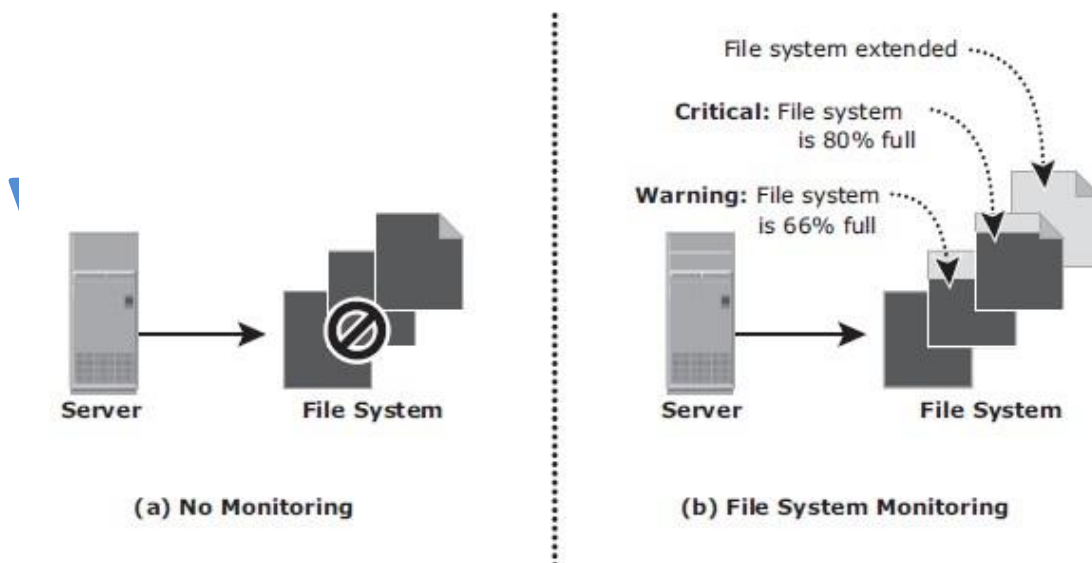 Server
File System
(a) No Monitoring
File system extended
Critical: File system
is 80% full
Warning: File system
is 66% full
Server
File System
(b) File System Monitoring